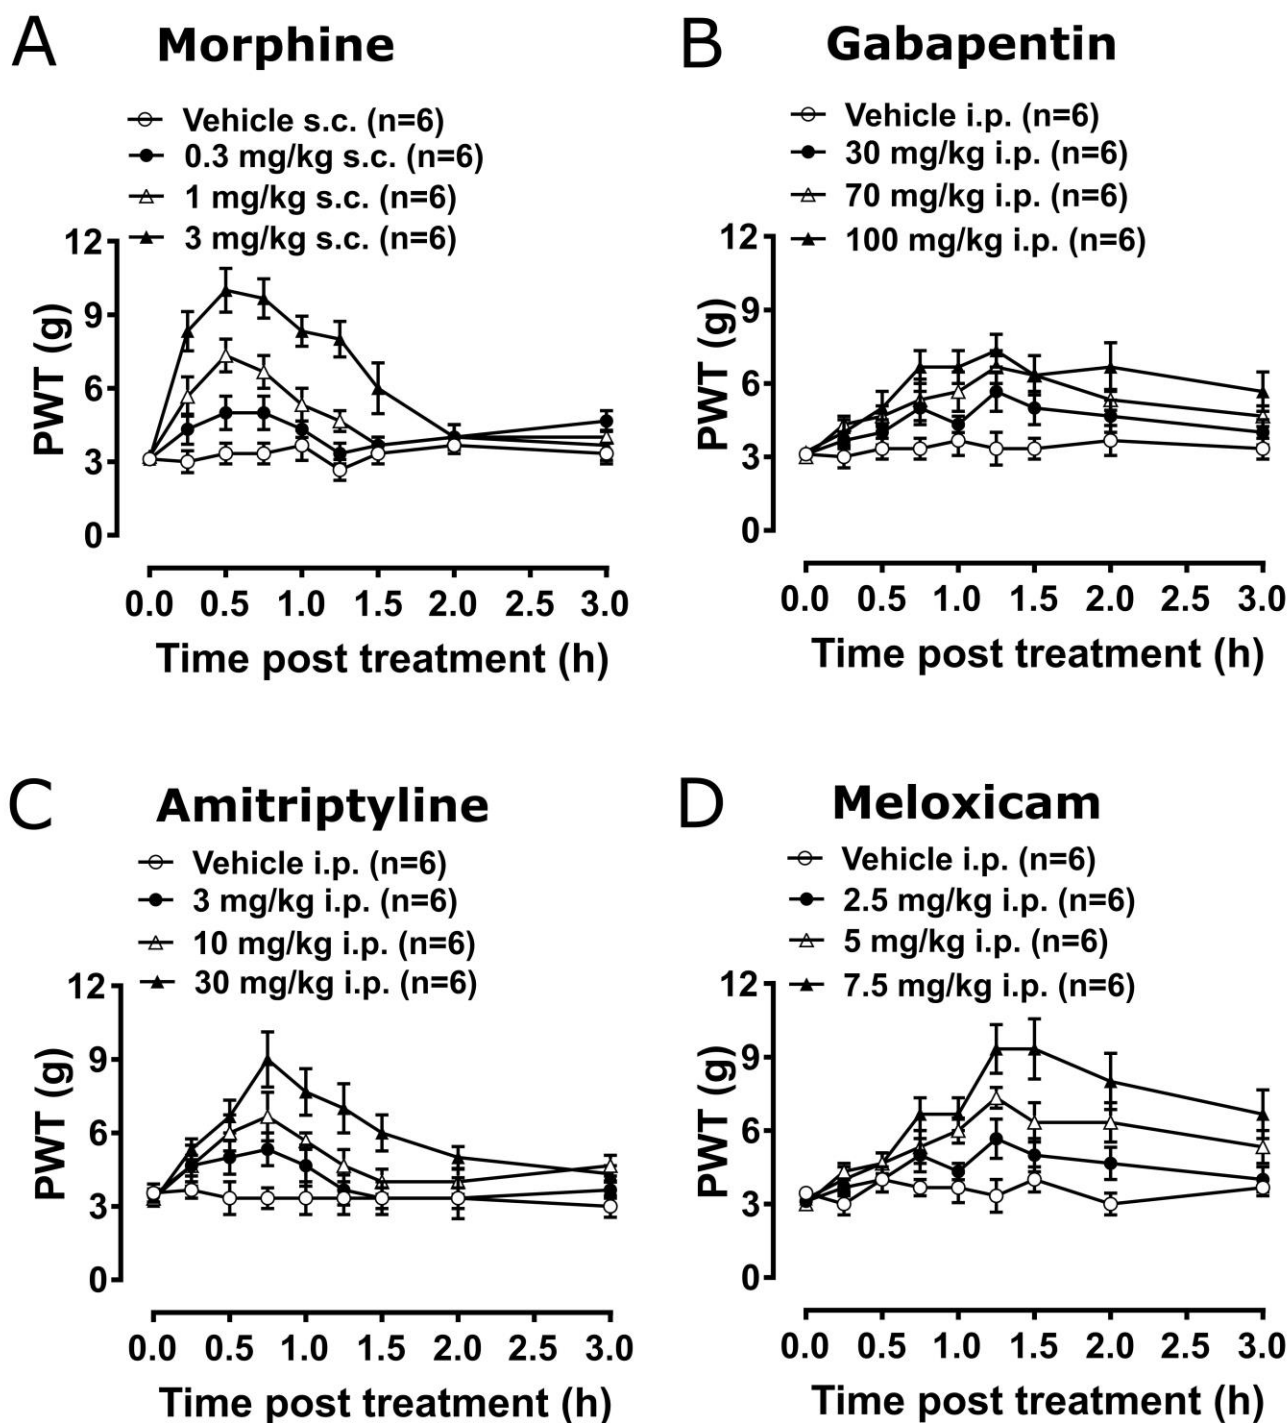 A Morphine
Vehicle s.c. (n=6)
0.3 mg/kg s.c. (n=6)
1 mg/kg s.c. (n=6)
3 mg/kg s.c. (n=6)
12
9
6
3
0
PWT (g)
0.0 0.5 1.0 1.5 2.0 2.5 3.0
Time post treatment (h)
B Gabapentin
Vehicle i.p. (n=6)
30 mg/kg i.p. (n=6)
70 mg/kg i.p. (n=6)
100 mg/kg i.p. (n=6)
12
9
6
3
0
PWT (g)
0.0 0.5 1.0 1.5 2.0 2.5 3.0
Time post treatment (h)
C Amitriptyline
Vehicle i.p. (n=6)
3 mg/kg i.p. (n=6)
10 mg/kg i.p. (n=6)
30 mg/kg i.p. (n=6)
12
9
6
3
0
PWT (g)
0.0 0.5 1.0 1.5 2.0 2.5 3.0
Time post treatment (h)
D Meloxicam
Vehicle i.p. (n=6)
2.5 mg/kg i.p. (n=6)
5 mg/kg i.p. (n=6)
7.5 mg/kg i.p. (n=6)
12
9
6
3
0
PWT (g)
0.0 0.5 1.0 1.5 2.0 2.5 3.0
Time post treatment (h)